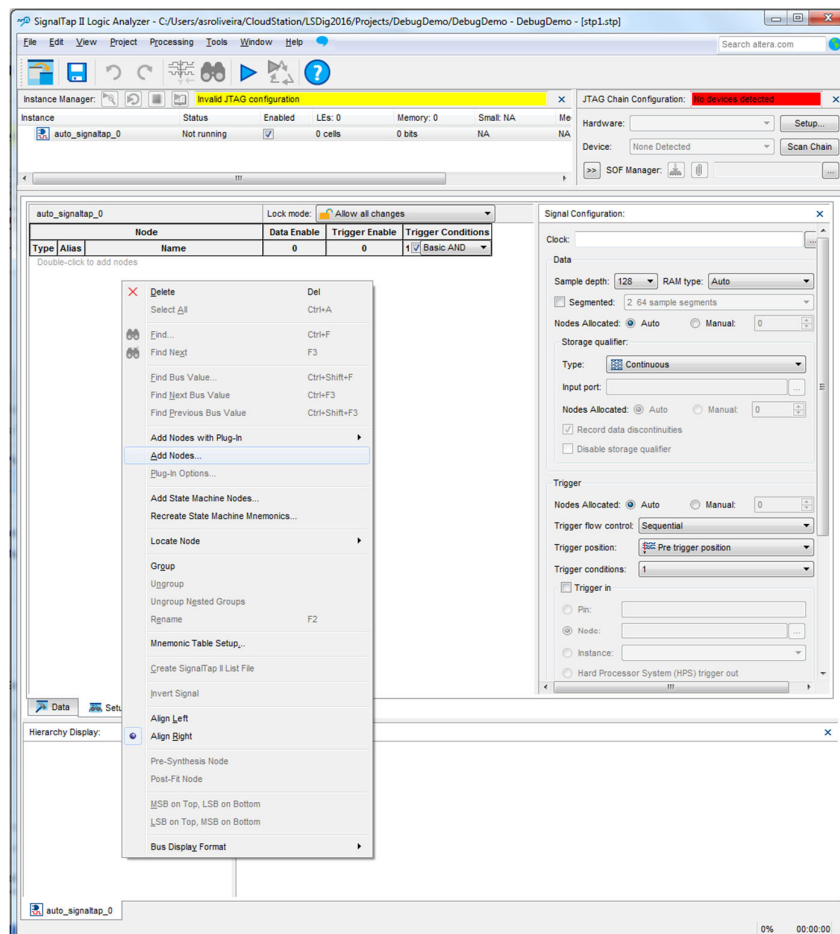 SignalTap II Logic Analyzer - C:/Users/asroliveira/CloudStation/LSDig2016/Projects/DebugDemo/DebugDemo - DebugDemo - [stp1.stp]
File Edit View Project Processing Tools Window Help
Search altera.com
Instance Manager: Invalid JTAG configuration
JTAG Chain Configuration: No devices detected
Instance Status Enabled LEs: 0 Memory: 0 Small: NA Me
auto_signaltap_0 Not running 0 cells 0 bits NA NA
Hardware: Setup...
Device: None Detected Scan Chain
>> SOF Manager: ...
auto_signaltap_0 Lock mode: Allow all changes
Node Data Enable Trigger Enable Trigger Conditions
Type Alias Name 0 0 1 Basic AND
Double-click to add nodes
Delete Del
Select All Ctrl+A
Find... Ctrl+F
Find Next F3
Find Bus Value... Ctrl+Shift+F
Find Next Bus Value Ctrl+F3
Find Previous Bus Value Ctrl+Shift+F3
Add Nodes with Plug-In
Add Nodes...
Plug-In Options...
Add State Machine Nodes...
Recreate State Machine Mnemonics...
Locate Node
Group
Ungroup
Ungroup Nested Groups
Rename F2
Mnemonic Table Setup...
Create SignalTap II List File
Invert Signal
Align Left
Align Right
Pre-Synthesis Node
Post-Fit Node
MSB on Top, LSB on Bottom
LSB on Top, MSB on Bottom
Bus Display Format
Signal Configuration:
Clock: ...
Data
Sample depth: 128 RAM type: Auto
Segmented: 2 64 sample segments
Nodes Allocated: Auto Manual: 0
Storage qualifier:
Type: Continuous
Input port: ...
Nodes Allocated: Auto Manual: 0
Record data discontinuities
Disable storage qualifier
Trigger
Nodes Allocated: Auto Manual: 0
Trigger flow control: Sequential
Trigger position: Pre trigger position
Trigger conditions: 1
Trigger in
Pin:
Node: ...
Instance:
Hard Processor System (HPS) trigger out
Data Setu
Hierarchy Display:
auto_signaltap_0
0% 00:00:00